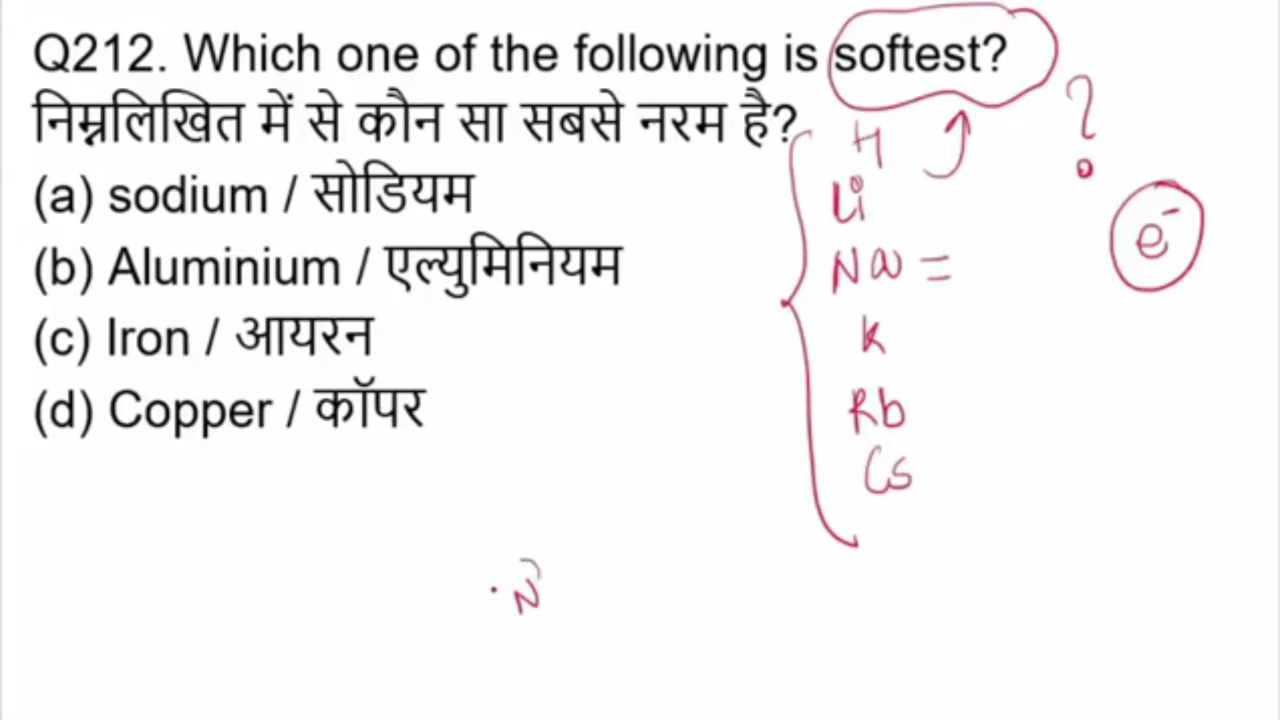 Q212. Which one of the following is softest?
निम्नलिखित में से कौन सा सबसे नरम है?
(a) sodium / सोडियम
(b) Aluminium / एल्युमिनियम
(c) Iron / आयरन
(d) Copper / कॉपर
H
Li
Na =
K
Rb
Cs
?
e⁻
N